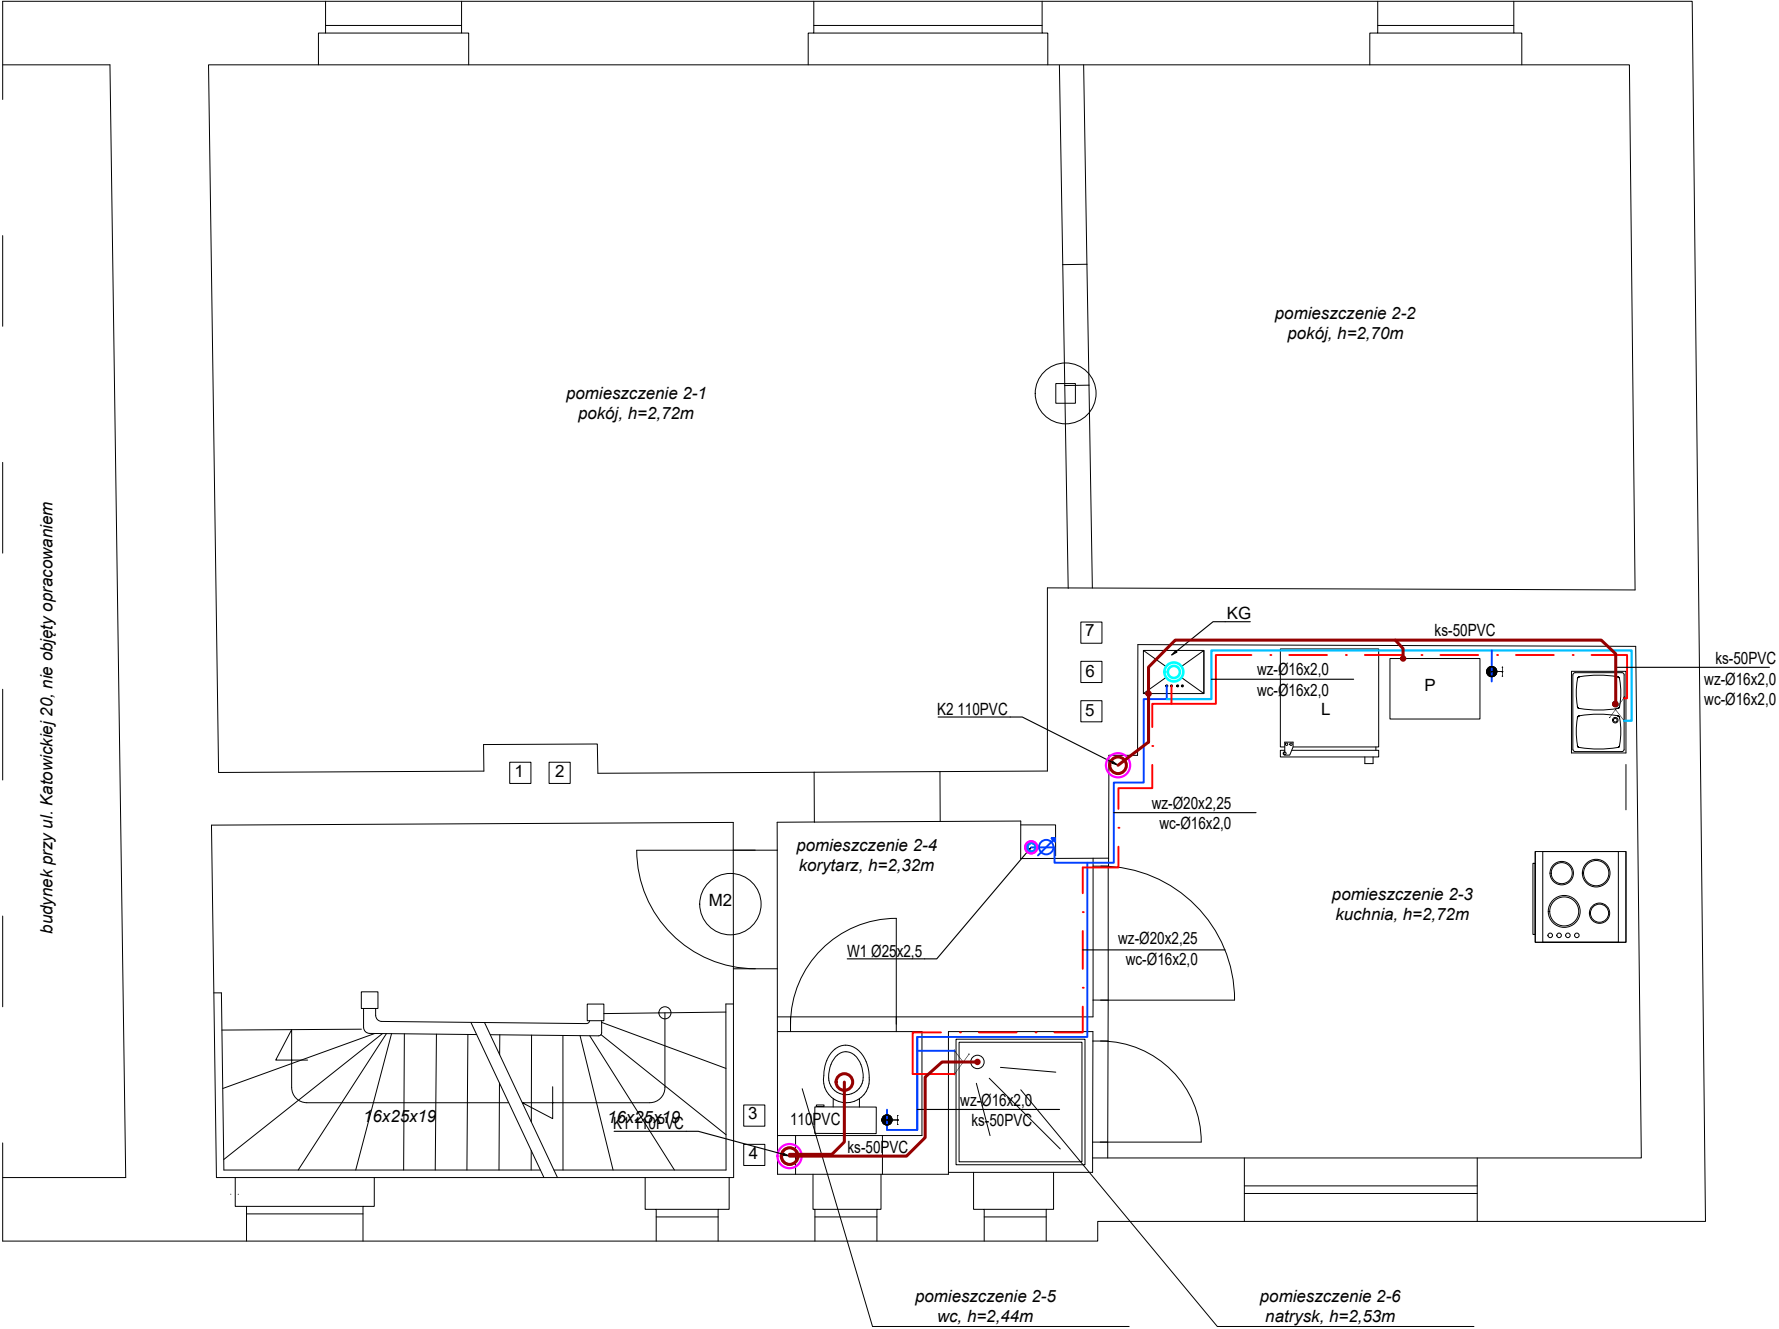 pomieszczenie 2-2
pokój, h=2,70m
pomieszczenie 2-1
pokój, h=2,72m
budynek przy ul. Katowickiej 20, nie objęty opracowaniem
KG
7
6
5
ks-50PVC
ks-50PVC
wz-Ø16x2,0
wc-Ø16x2,0
wz-Ø16x2,0
wc-Ø16x2,0
L
P
K2 110PVC
1
2
wz-Ø20x2,25
wc-Ø16x2,0
pomieszczenie 2-4
korytarz, h=2,32m
M2
pomieszczenie 2-3
kuchnia, h=2,72m
W1 Ø25x2,5
wz-Ø20x2,25
wc-Ø16x2,0
16x25x19
16x25x19
K1 110PVC
3
4
110PVC
ks-50PVC
wz-Ø16x2,0
ks-50PVC
pomieszczenie 2-5
wc, h=2,44m
pomieszczenie 2-6
natrysk, h=2,53m